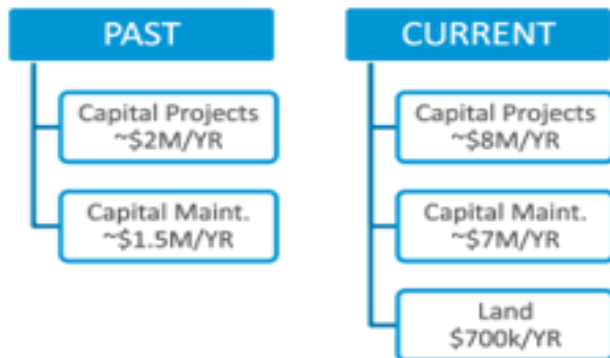 PAST
Capital Projects
~$2M/YR
Capital Maint.
~$1.5M/YR
CURRENT
Capital Projects
~$8M/YR
Capital Maint.
~$7M/YR
Land
$700k/YR